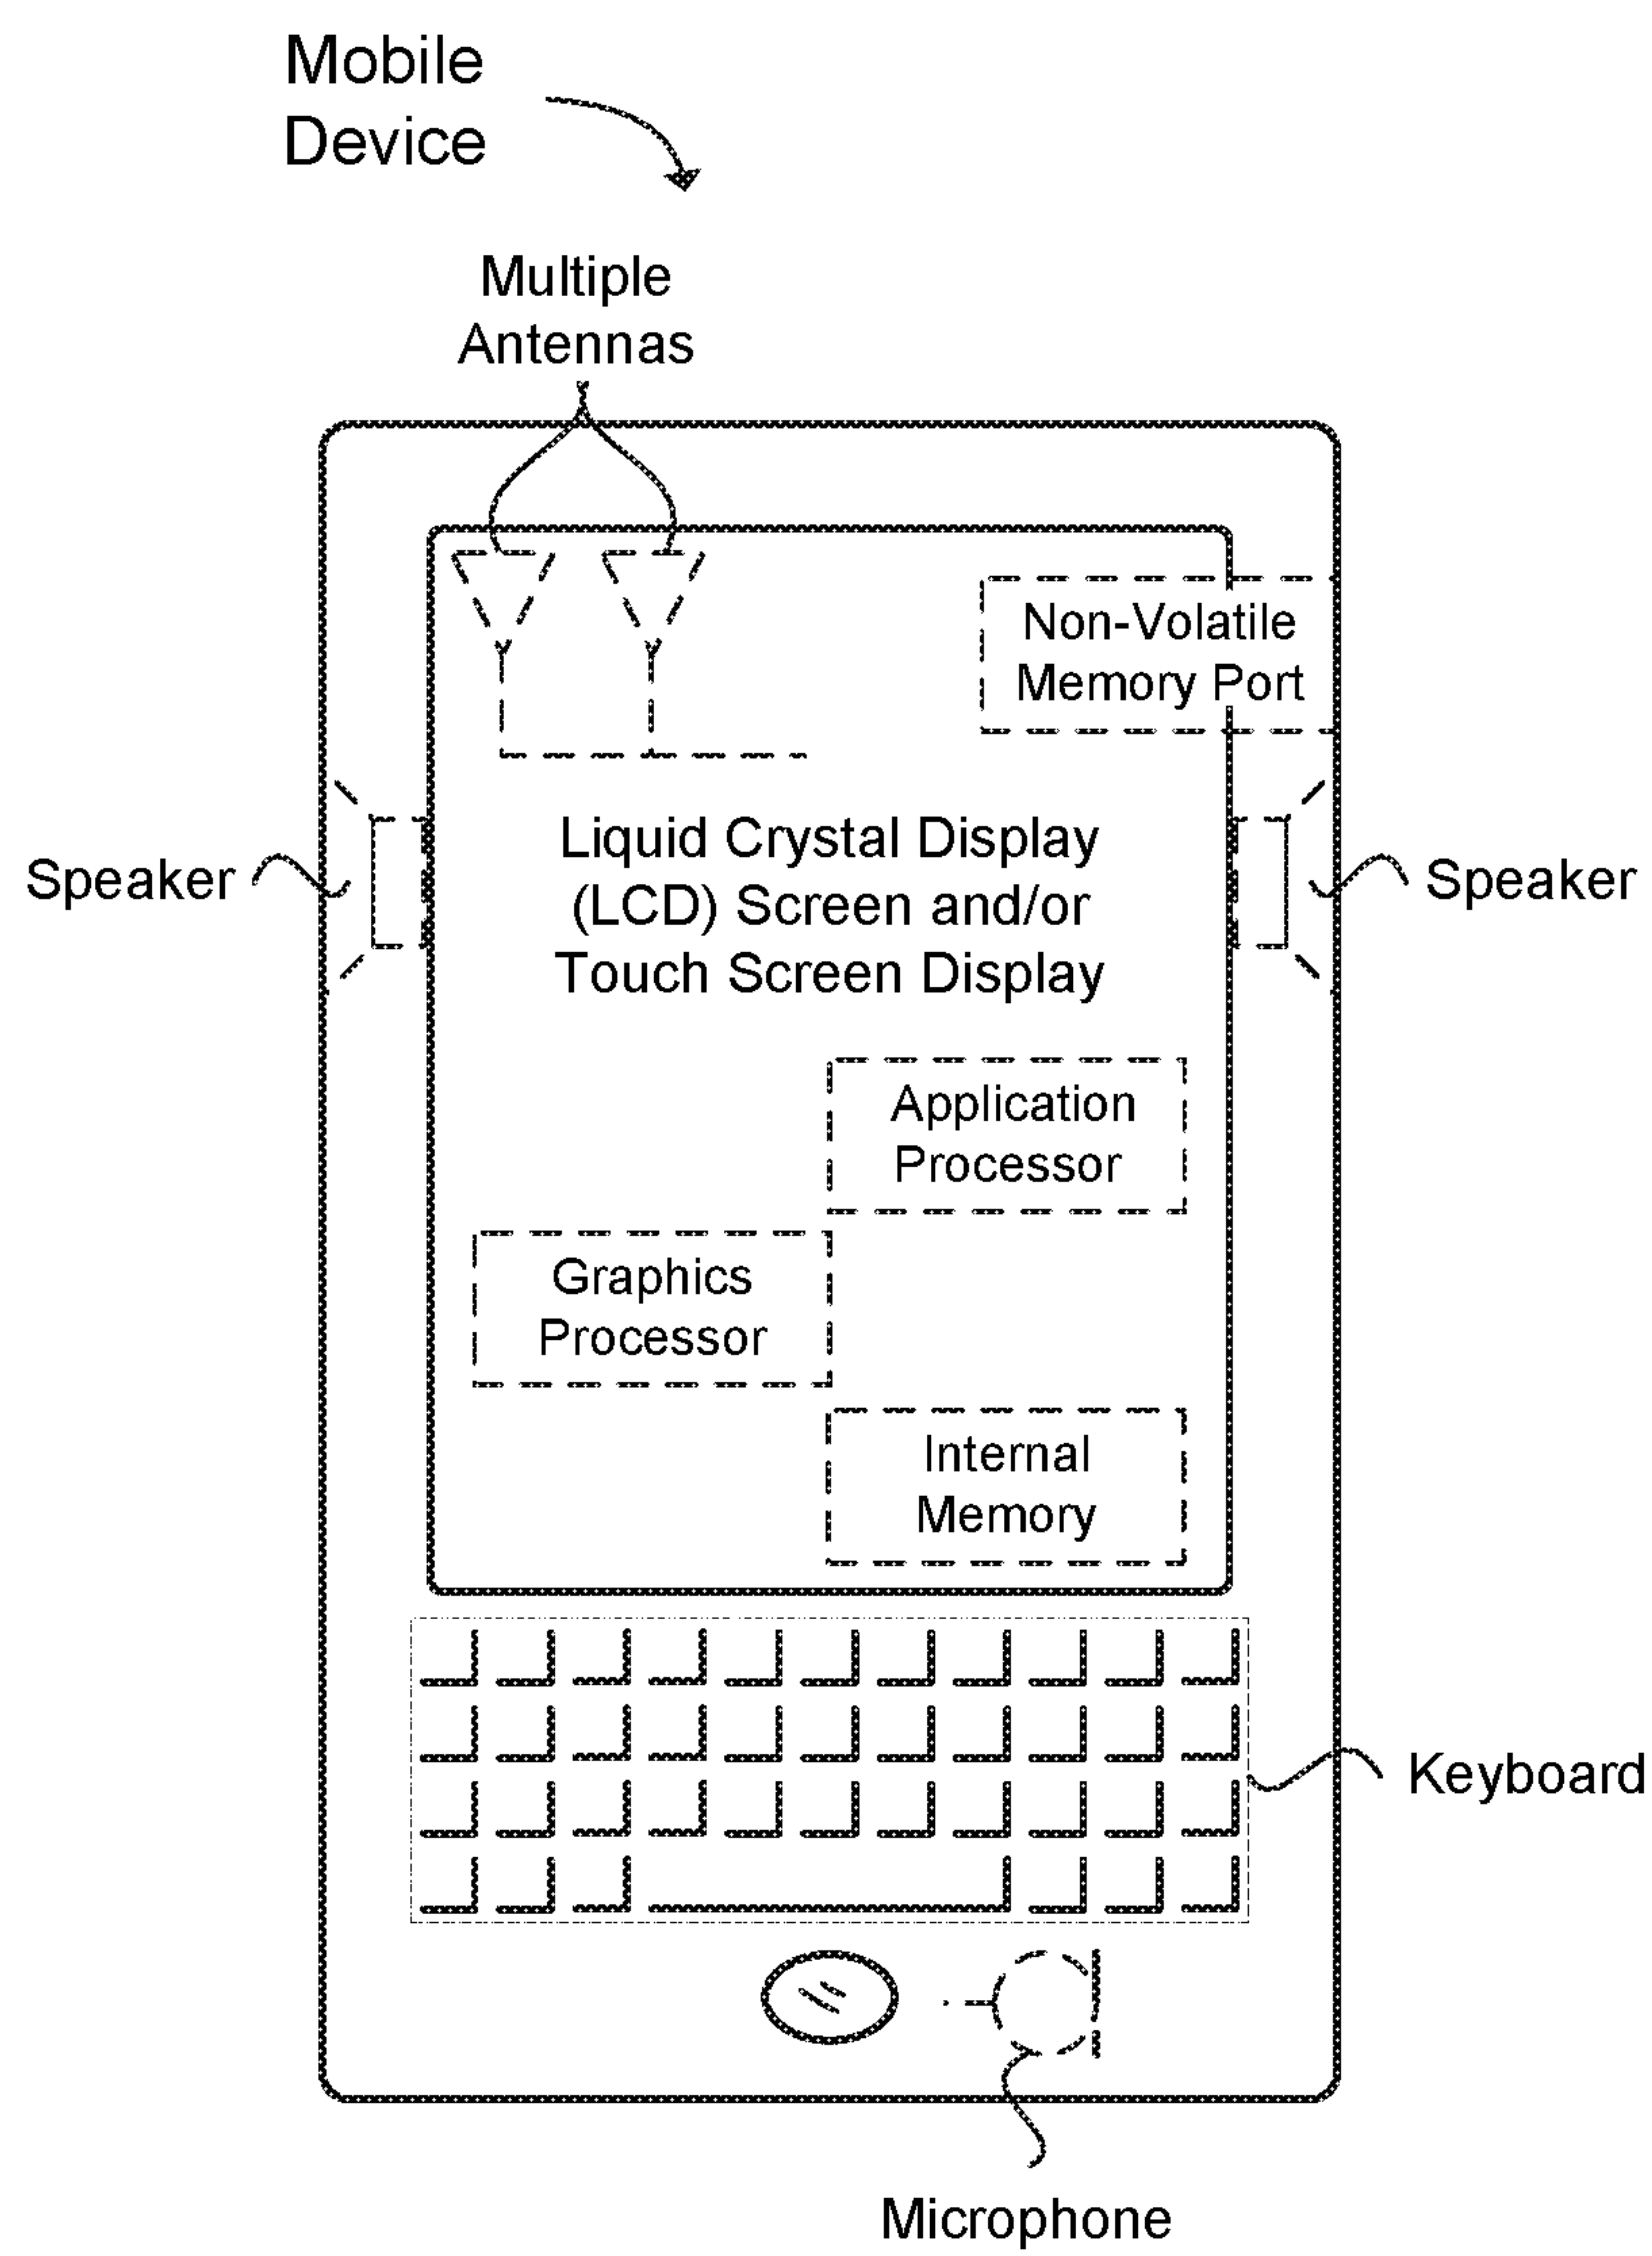 Mobile
Device
Multiple
Antennas
Non-Volatile
Memory Port
Speaker
Liquid Crystal Display
(LCD) Screen and/or
Touch Screen Display
Speaker
Application
Processor
Graphics
Processor
Internal
Memory
Keyboard
Microphone